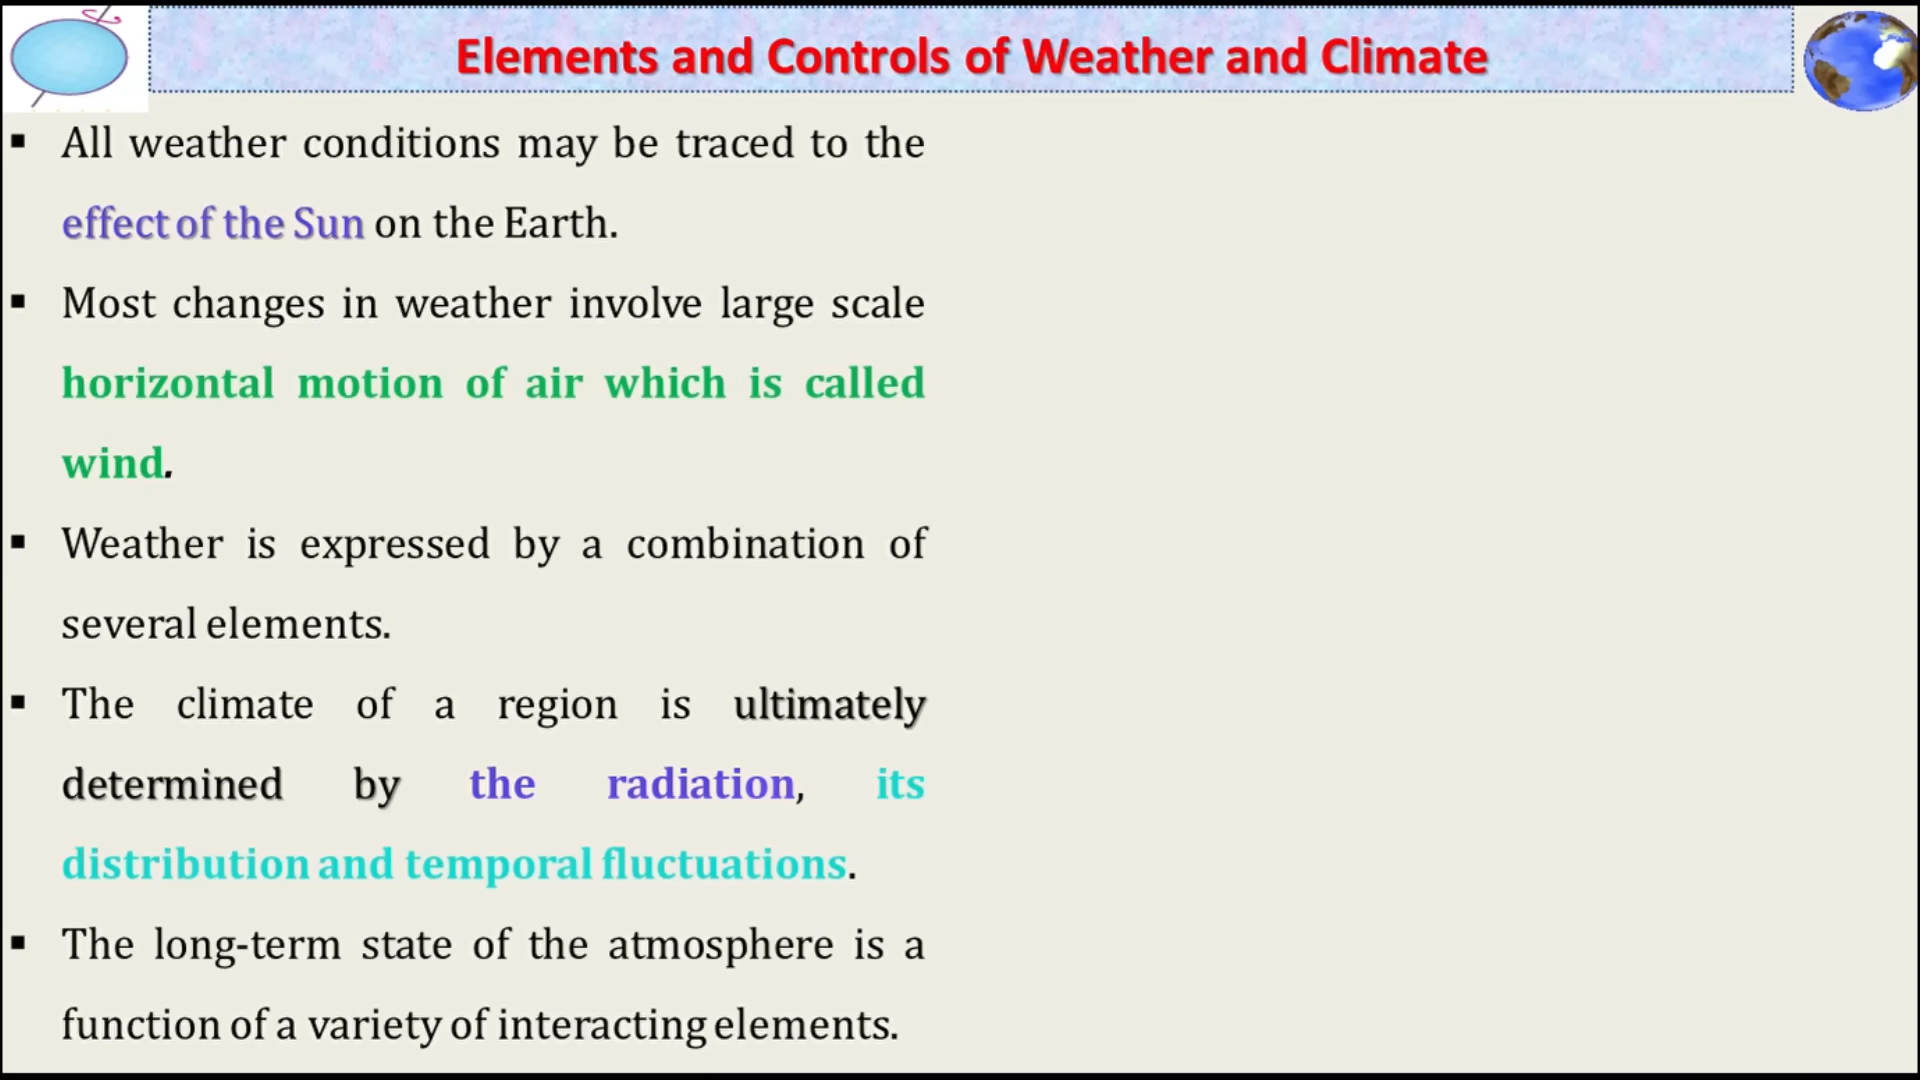 Elements and Controls of Weather and Climate
▪ All weather conditions may be traced to the
effect of the Sun on the Earth.
▪ Most changes in weather involve large scale
horizontal motion of air which is called
wind.
▪ Weather is expressed by a combination of
several elements.
▪ The climate of a region is ultimately
determined by the radiation, its
distribution and temporal fluctuations.
▪ The long-term state of the atmosphere is a
function of a variety of interacting elements.